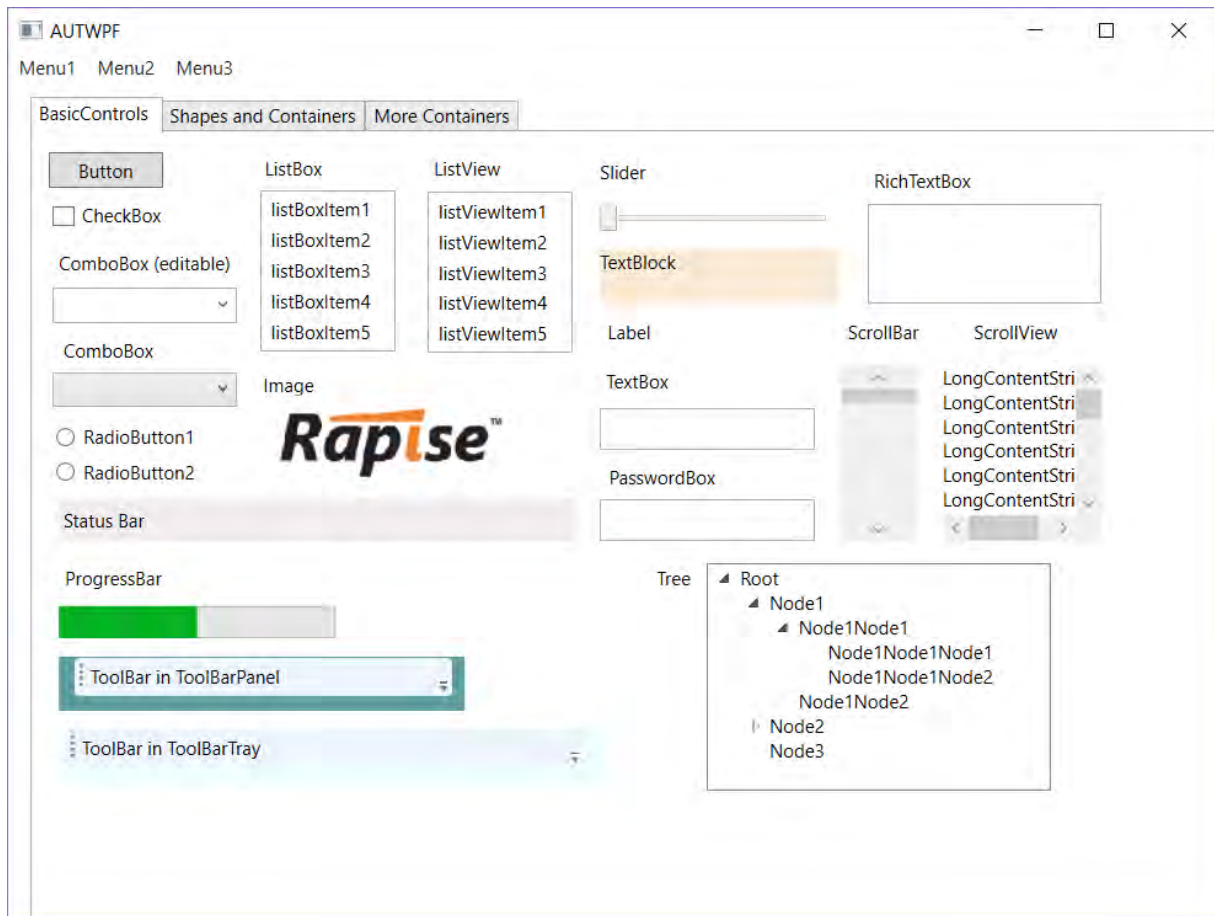 AUTWPF
Menu1 Menu2 Menu3
BasicControls Shapes and Containers More Containers
Button
CheckBox
ComboBox (editable)
ComboBox
RadioButton1
RadioButton2
ListBox
listBoxItem1
listBoxItem2
listBoxItem3
listBoxItem4
listBoxItem5
ListView
listViewItem1
listViewItem2
listViewItem3
listViewItem4
listViewItem5
Image
Rapise™
Status Bar
Slider
TextBlock
Label
TextBox
PasswordBox
RichTextBox
ScrollBar
ScrollView
LongContentStri
LongContentStri
LongContentStri
LongContentStri
LongContentStri
LongContentStri
ProgressBar
ToolBar in ToolBarPanel
ToolBar in ToolBarTray
Tree
Root
Node1
Node1Node1
Node1Node1Node1
Node1Node1Node2
Node1Node2
Node2
Node3